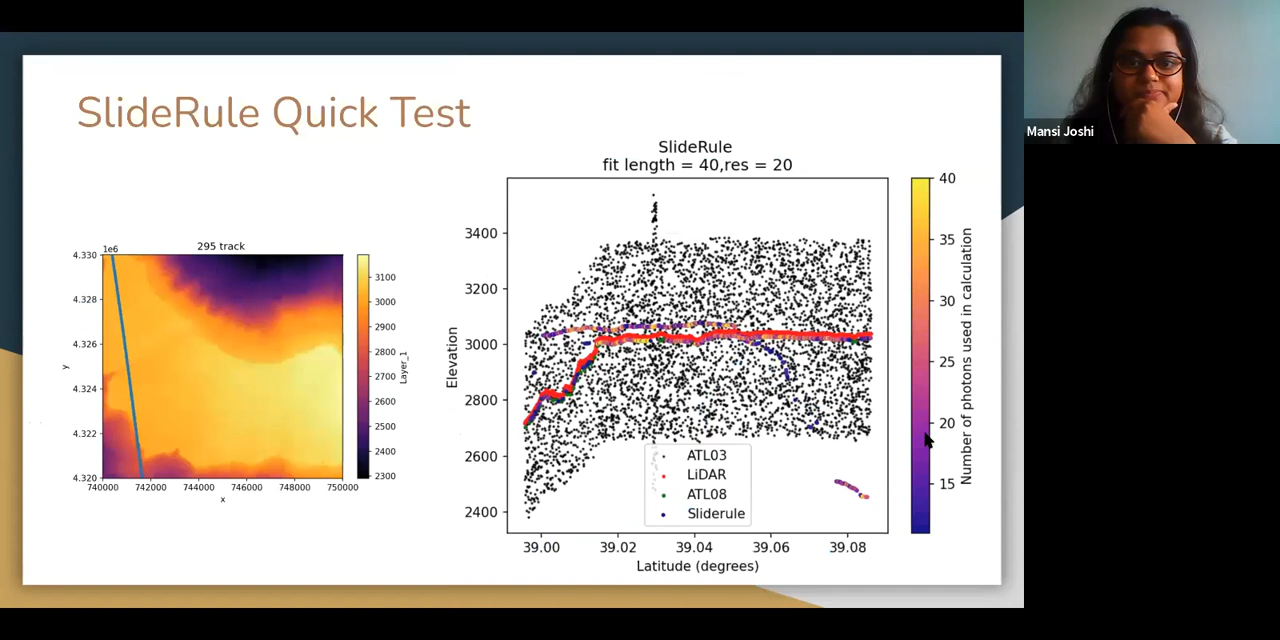 SlideRule Quick Test
Mansi Joshi
295 track
1e6
4.330
4.328
4.326
4.324
4.322
4.320
y
740000 742000 744000 746000 748000 750000
x
3100
3000
2900
2800
2700
2600
2500
2400
2300
Layer_1
SlideRule
fit length = 40,res = 20
3400
3200
3000
2800
2600
2400
Elevation
ATL03
LiDAR
ATL08
Sliderule
39.00 39.02 39.04 39.06 39.08
Latitude (degrees)
40
35
30
25
20
15
Number of photons used in calculation